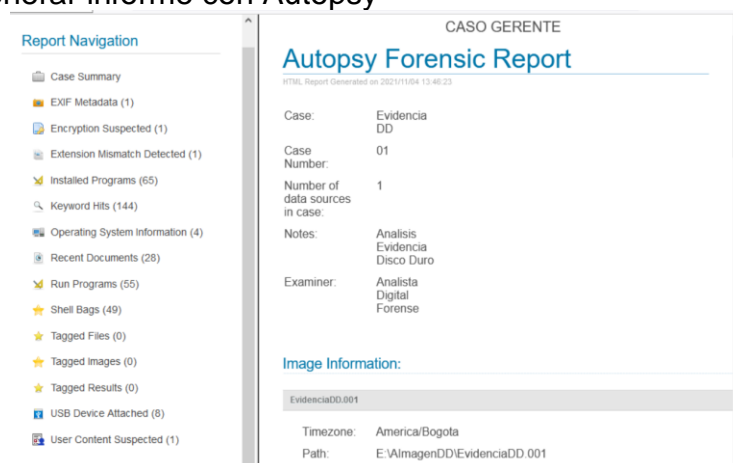 nerar informe con Autopsy
Report Navigation
Case Summary
EXIF Metadata (1)
Encryption Suspected (1)
Extension Mismatch Detected (1)
Installed Programs (65)
Keyword Hits (144)
Operating System Information (4)
Recent Documents (28)
Run Programs (55)
Shell Bags (49)
Tagged Files (0)
Tagged Images (0)
Tagged Results (0)
USB Device Attached (8)
User Content Suspected (1)
CASO GERENTE
Autopsy Forensic Report
HTML Report Generated on 2021/11/04 13:46:23
Case: Evidencia
DD
Case 01
Number:
Number of 1
data sources
in case:
Notes: Analisis
Evidencia
Disco Duro
Examiner: Analista
Digital
Forense
Image Information:
EvidenciaDD.001
Timezone: America/Bogota
Path: E:\AImagenDD\EvidenciaDD.001